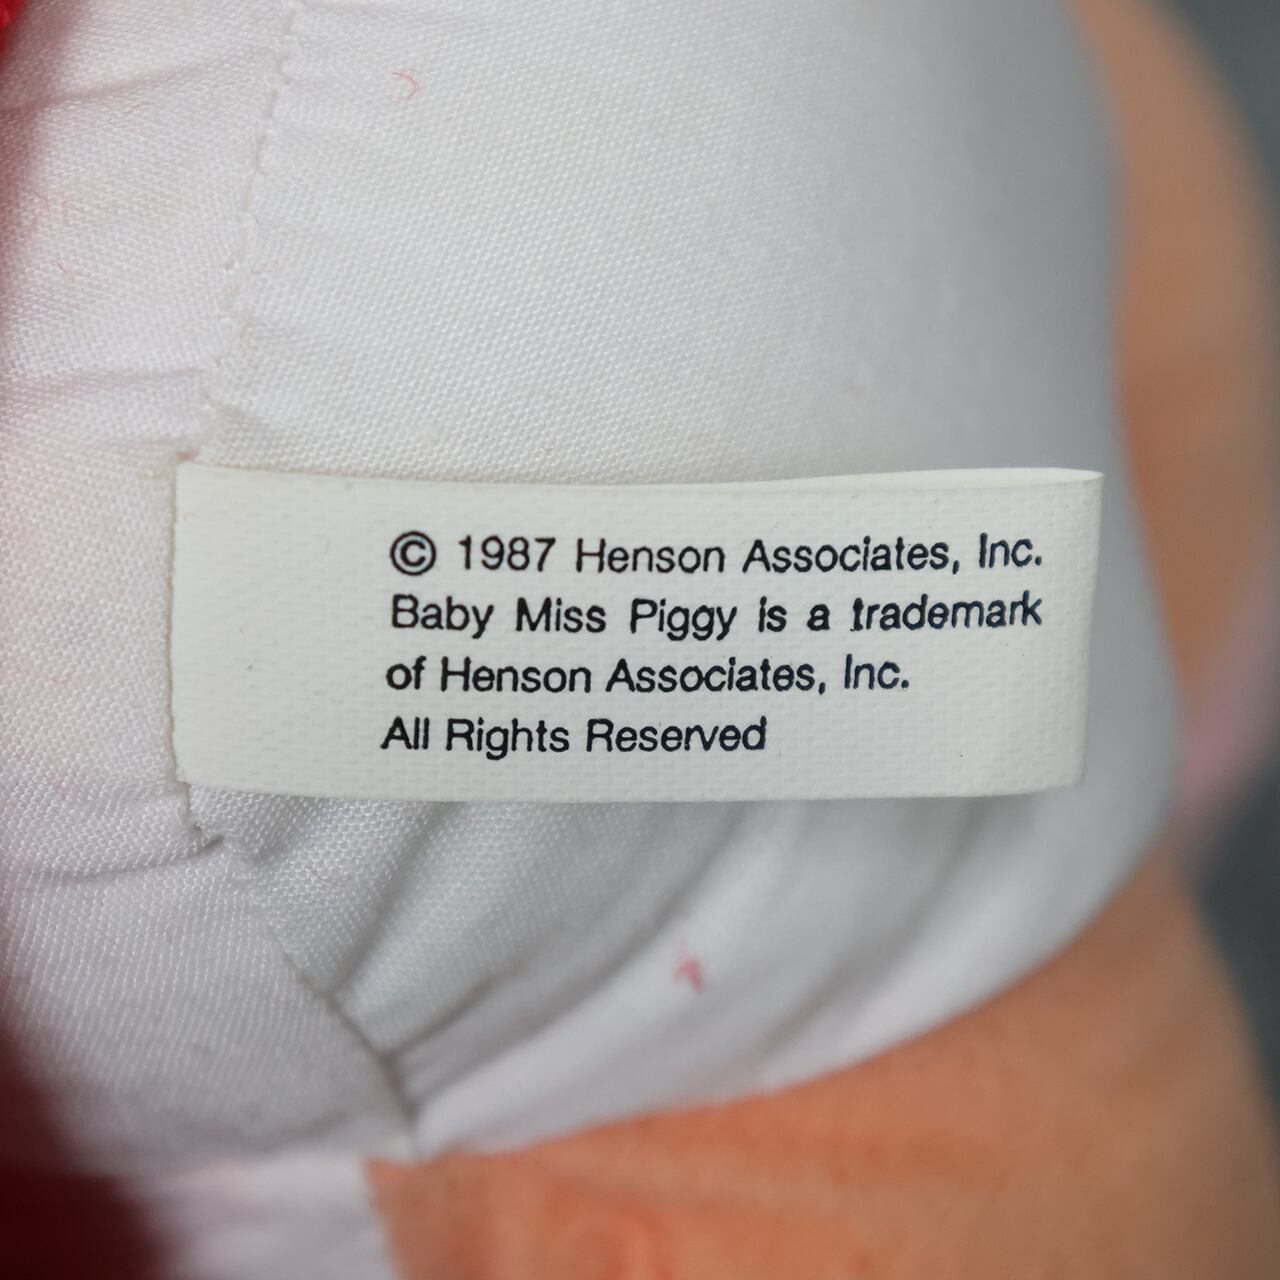 © 1987 Henson Associates, Inc.
Baby Miss Piggy is a trademark
of Henson Associates, Inc.
All Rights Reserved